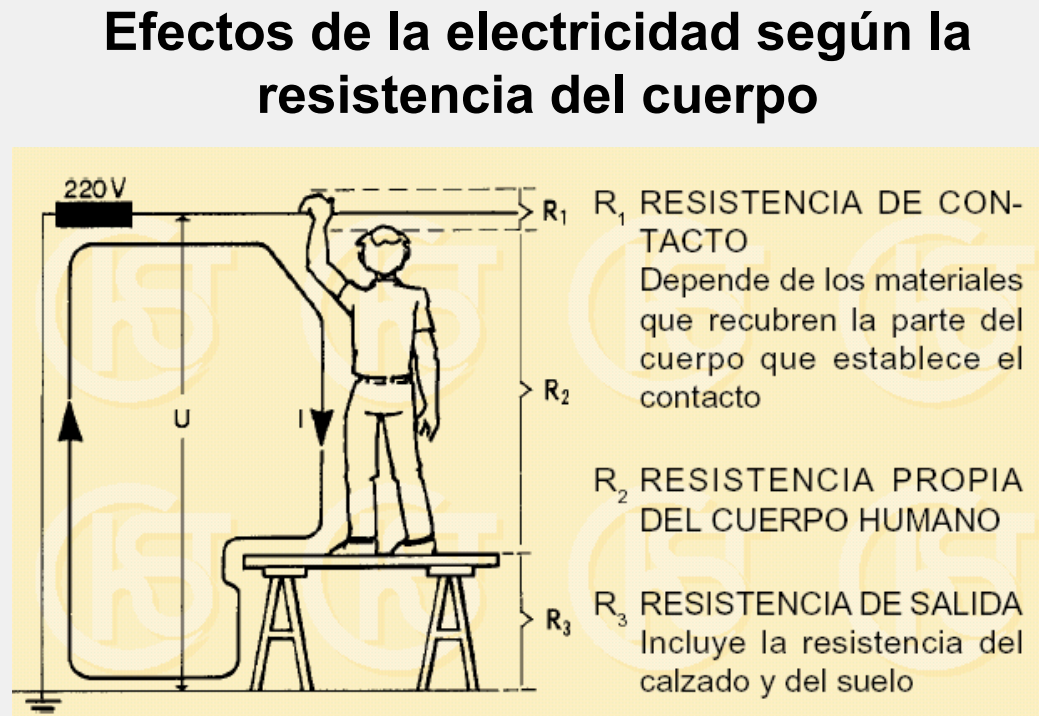 Efectos de la electricidad según la
resistencia del cuerpo
220 V
U
I
R₁
R₂
R₃
R₁ RESISTENCIA DE CON-
TACTO
Depende de los materiales
que recubren la parte del
cuerpo que establece el
contacto
R₂ RESISTENCIA PROPIA
DEL CUERPO HUMANO
R₃ RESISTENCIA DE SALIDA
Incluye la resistencia del
calzado y del suelo